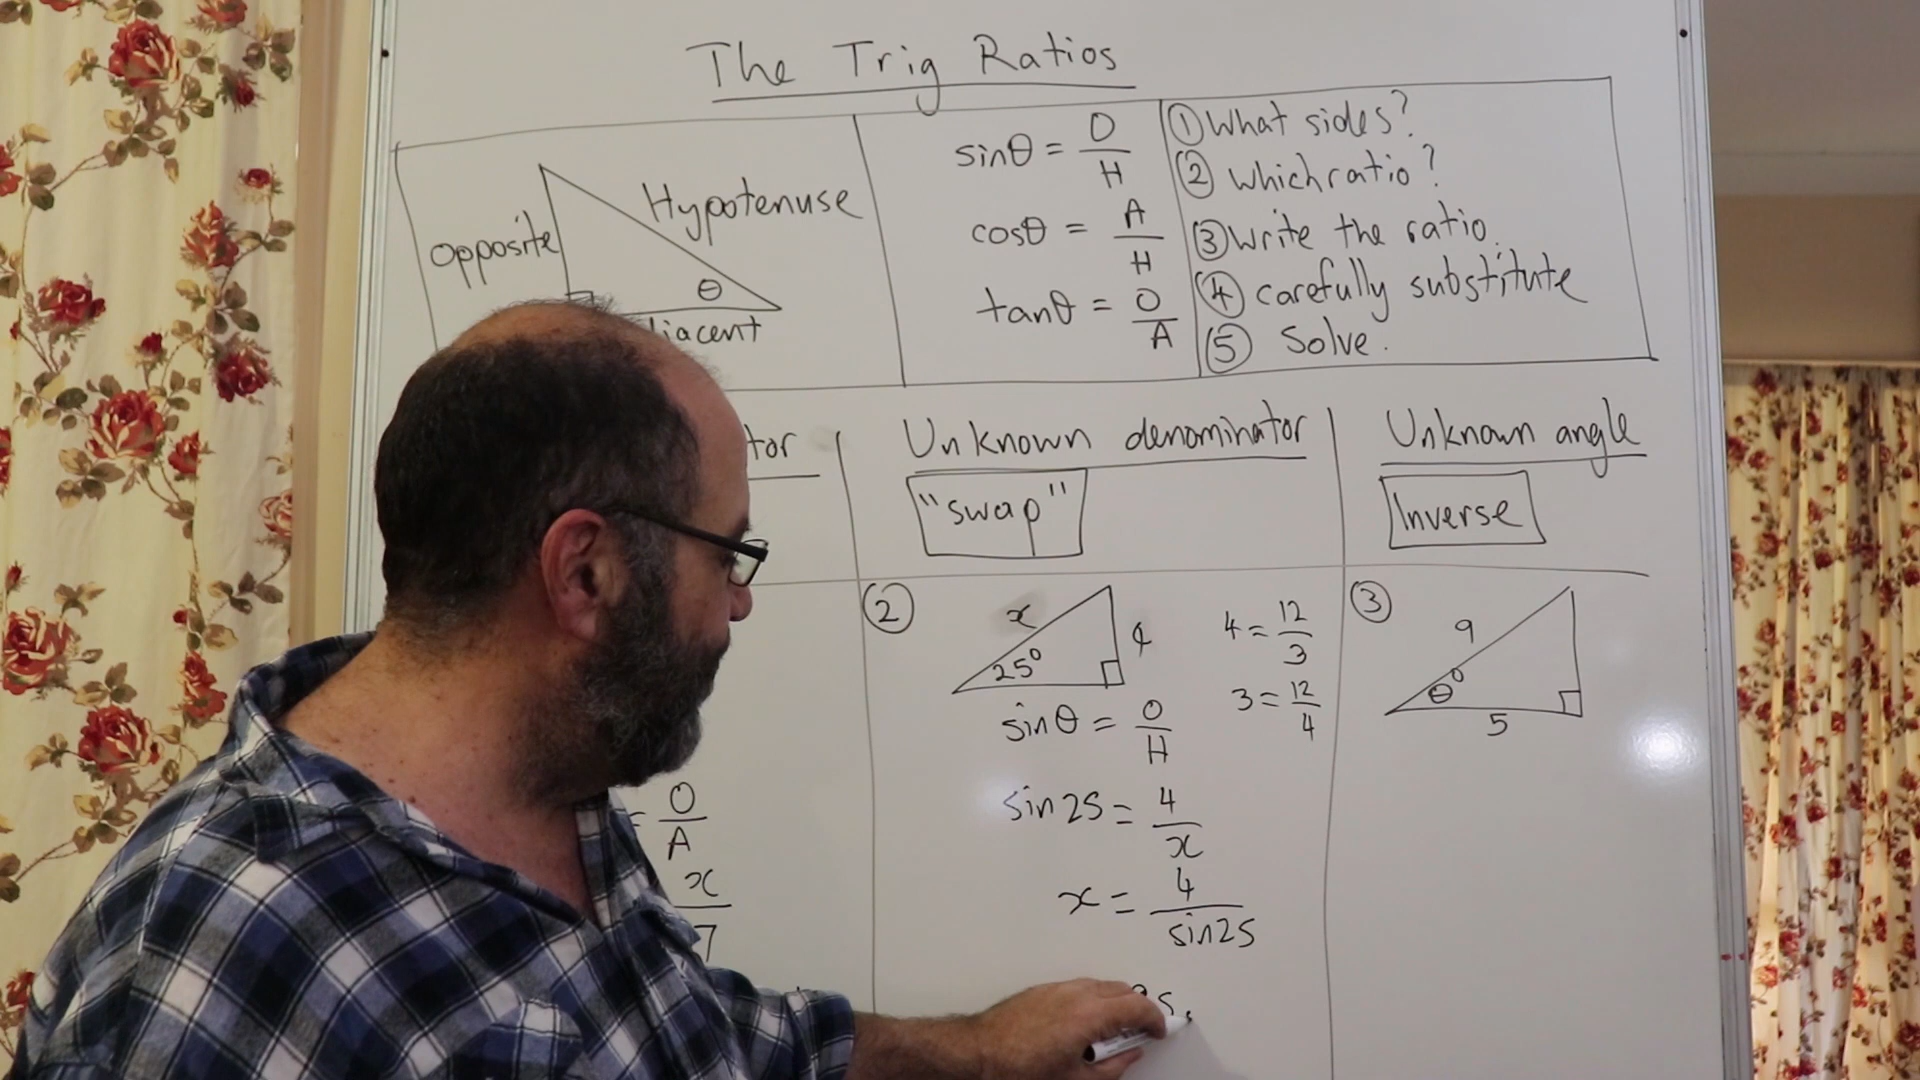 The Trig Ratios
Opposite
Hypotenuse
θ
sinθ = O/H
cosθ = A/H
tanθ = O/A
① What sides?
② Which ratio?
③ Write the ratio.
④ carefully substitute
⑤ Solve.
= O/A
x
7
Unknown denominator
"swap"
②
x
4
25°
sinθ = O/H
sin25 = 4/x
x = 4/sin25
4 = 12/3
3 = 12/4
Unknown angle
Inverse
③
9
θ°
5